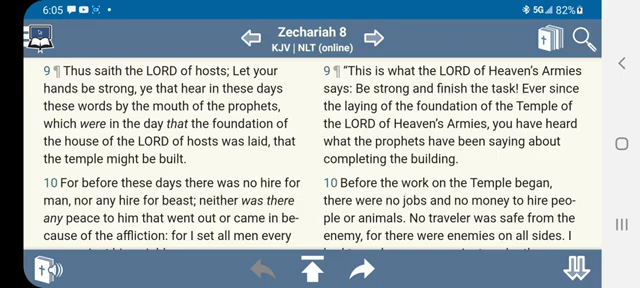 6:05
5G 82%
Zechariah 8
KJV | NLT (online)
9 ¶ Thus saith the LORD of hosts; Let your
hands be strong, ye that hear in these days
these words by the mouth of the prophets,
which were in the day that the foundation of
the house of the LORD of hosts was laid, that
the temple might be built.
10 For before these days there was no hire for
man, nor any hire for beast; neither was there
any peace to him that went out or came in be-
cause of the affliction: for I set all men every
9 ¶ “This is what the LORD of Heaven’s Armies
says: Be strong and finish the task! Ever since
the laying of the foundation of the Temple of
the LORD of Heaven’s Armies, you have heard
what the prophets have been saying about
completing the building.
10 Before the work on the Temple began,
there were no jobs and no money to hire peo-
ple or animals. No traveler was safe from the
enemy, for there were enemies on all sides. I